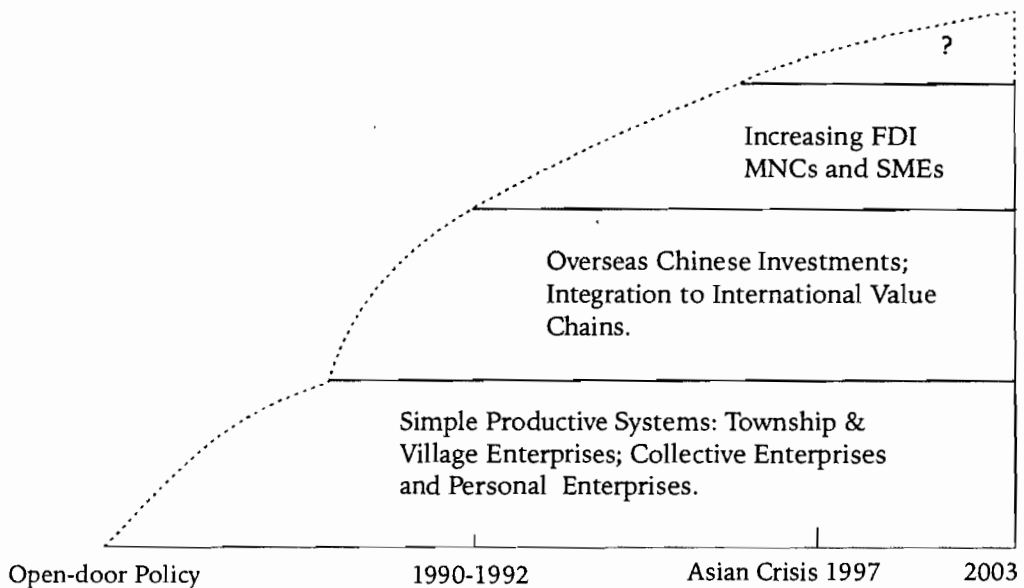 ?
Increasing FDI
MNCs and SMEs
Overseas Chinese Investments;
Integration to International Value
Chains.
Simple Productive Systems: Township &
Village Enterprises; Collective Enterprises
and Personal Enterprises.
Open-door Policy 1990-1992 Asian Crisis 1997 2003